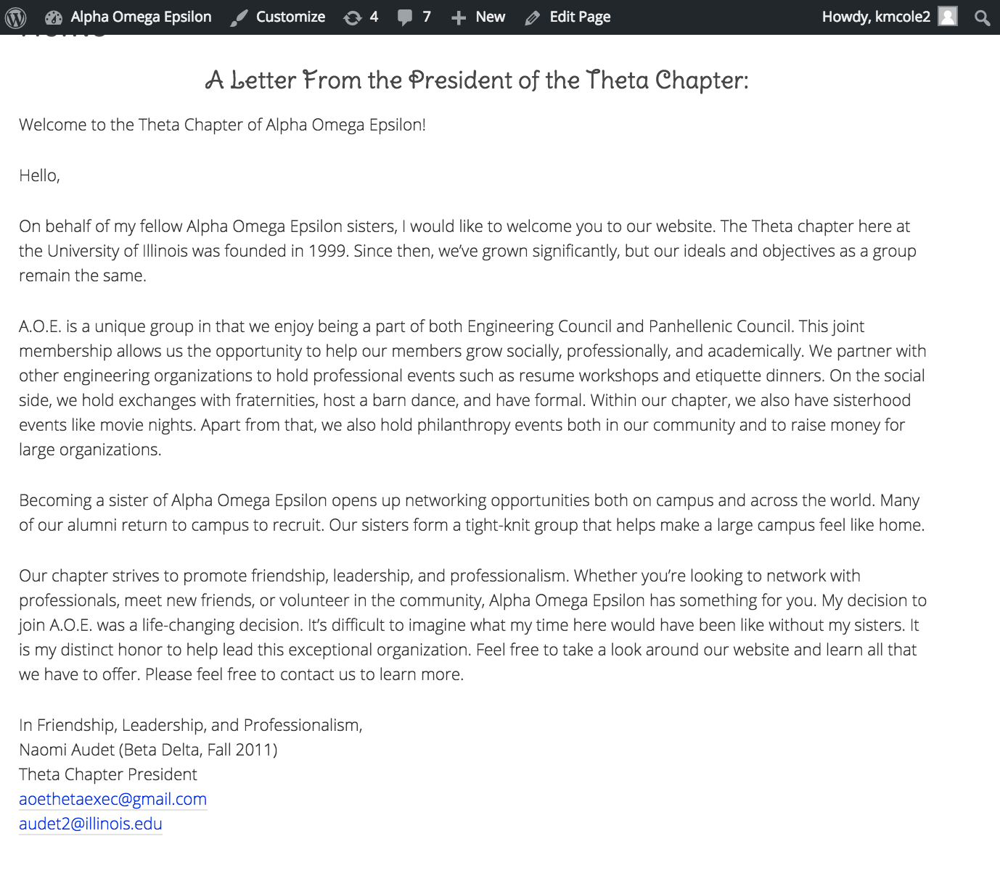 Alpha Omega Epsilon Customize 4 7 New Edit Page Howdy, kmcole2
Home
A Letter From the President of the Theta Chapter:
Welcome to the Theta Chapter of Alpha Omega Epsilon!
Hello,
On behalf of my fellow Alpha Omega Epsilon sisters, I would like to welcome you to our website. The Theta chapter here at
the University of Illinois was founded in 1999. Since then, we’ve grown significantly, but our ideals and objectives as a group
remain the same.
A.O.E. is a unique group in that we enjoy being a part of both Engineering Council and Panhellenic Council. This joint
membership allows us the opportunity to help our members grow socially, professionally, and academically. We partner with
other engineering organizations to hold professional events such as resume workshops and etiquette dinners. On the social
side, we hold exchanges with fraternities, host a barn dance, and have formal. Within our chapter, we also have sisterhood
events like movie nights. Apart from that, we also hold philanthropy events both in our community and to raise money for
large organizations.
Becoming a sister of Alpha Omega Epsilon opens up networking opportunities both on campus and across the world. Many
of our alumni return to campus to recruit. Our sisters form a tight-knit group that helps make a large campus feel like home.
Our chapter strives to promote friendship, leadership, and professionalism. Whether you’re looking to network with
professionals, meet new friends, or volunteer in the community, Alpha Omega Epsilon has something for you. My decision to
join A.O.E. was a life-changing decision. It’s difficult to imagine what my time here would have been like without my sisters. It
is my distinct honor to help lead this exceptional organization. Feel free to take a look around our website and learn all that
we have to offer. Please feel free to contact us to learn more.
In Friendship, Leadership, and Professionalism,
Naomi Audet (Beta Delta, Fall 2011)
Theta Chapter President
aoethetaexec@gmail.com
audet2@illinois.edu